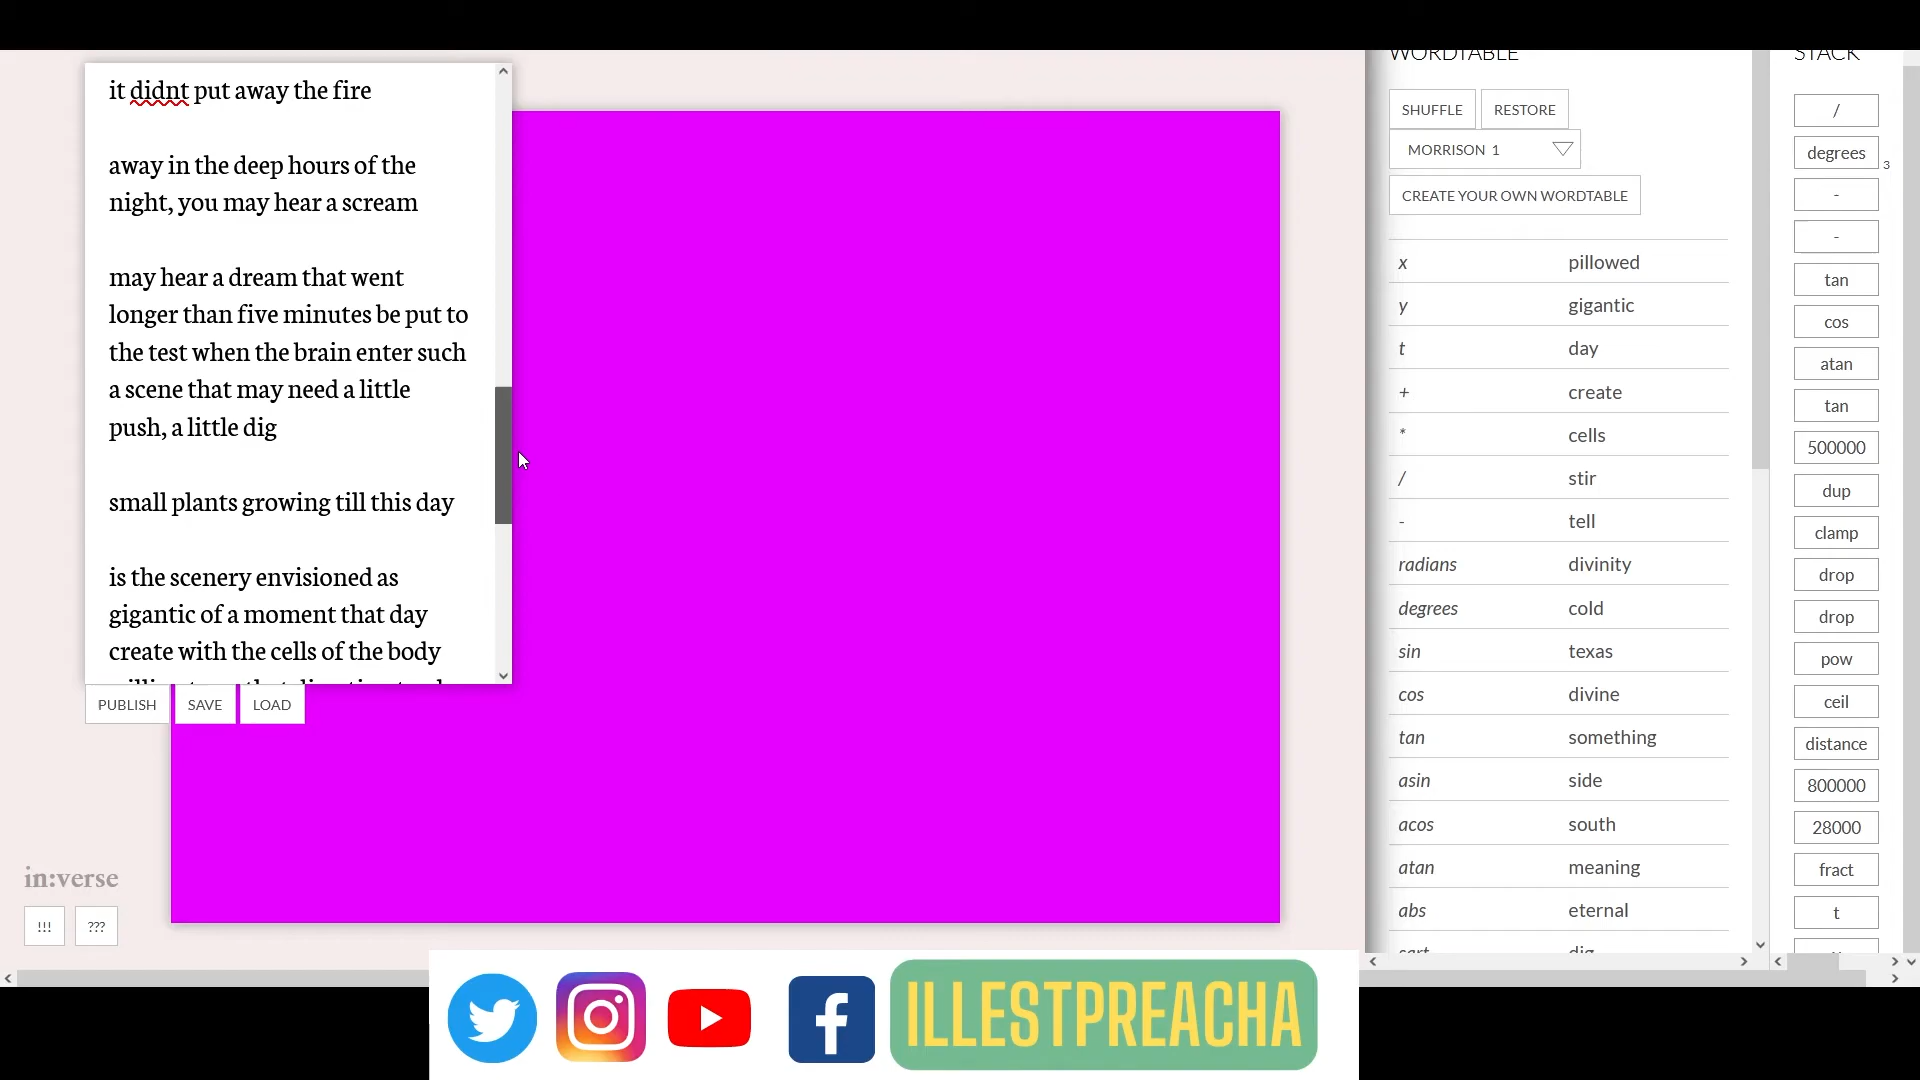 it didnt put away the fire
away in the deep hours of the
night, you may hear a scream
may hear a dream that went
longer than five minutes be put to
the test when the brain enter such
a scene that may need a little
push, a little dig
small plants growing till this day
is the scenery envisioned as
gigantic of a moment that day
create with the cells of the body
PUBLISH SAVE LOAD
in:verse
!!! ???
WORDTABLE
SHUFFLE RESTORE
MORRISON 1
CREATE YOUR OWN WORDTABLE
x pillowed
y gigantic
t day
+ create
* cells
/ stir
- tell
radians divinity
degrees cold
sin texas
cos divine
tan something
asin side
acos south
atan meaning
abs eternal
sqrt dig
STACK
/
degrees 3
-
-
tan
cos
atan
tan
500000
dup
clamp
drop
drop
pow
ceil
distance
800000
28000
fract
t
ILLESTPREACHA